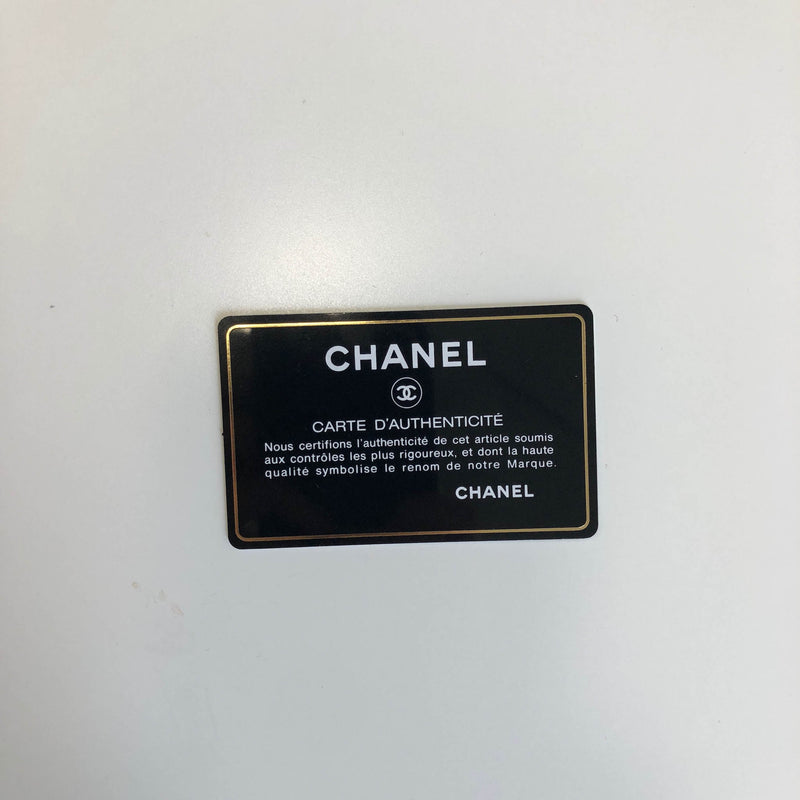 CHANEL
CARTE D'AUTHENTICITÉ
Nous certifions l'authenticité de cet article soumis
aux contrôles les plus rigoureux, et dont la haute
qualité symbolise le renom de notre Marque.
CHANEL